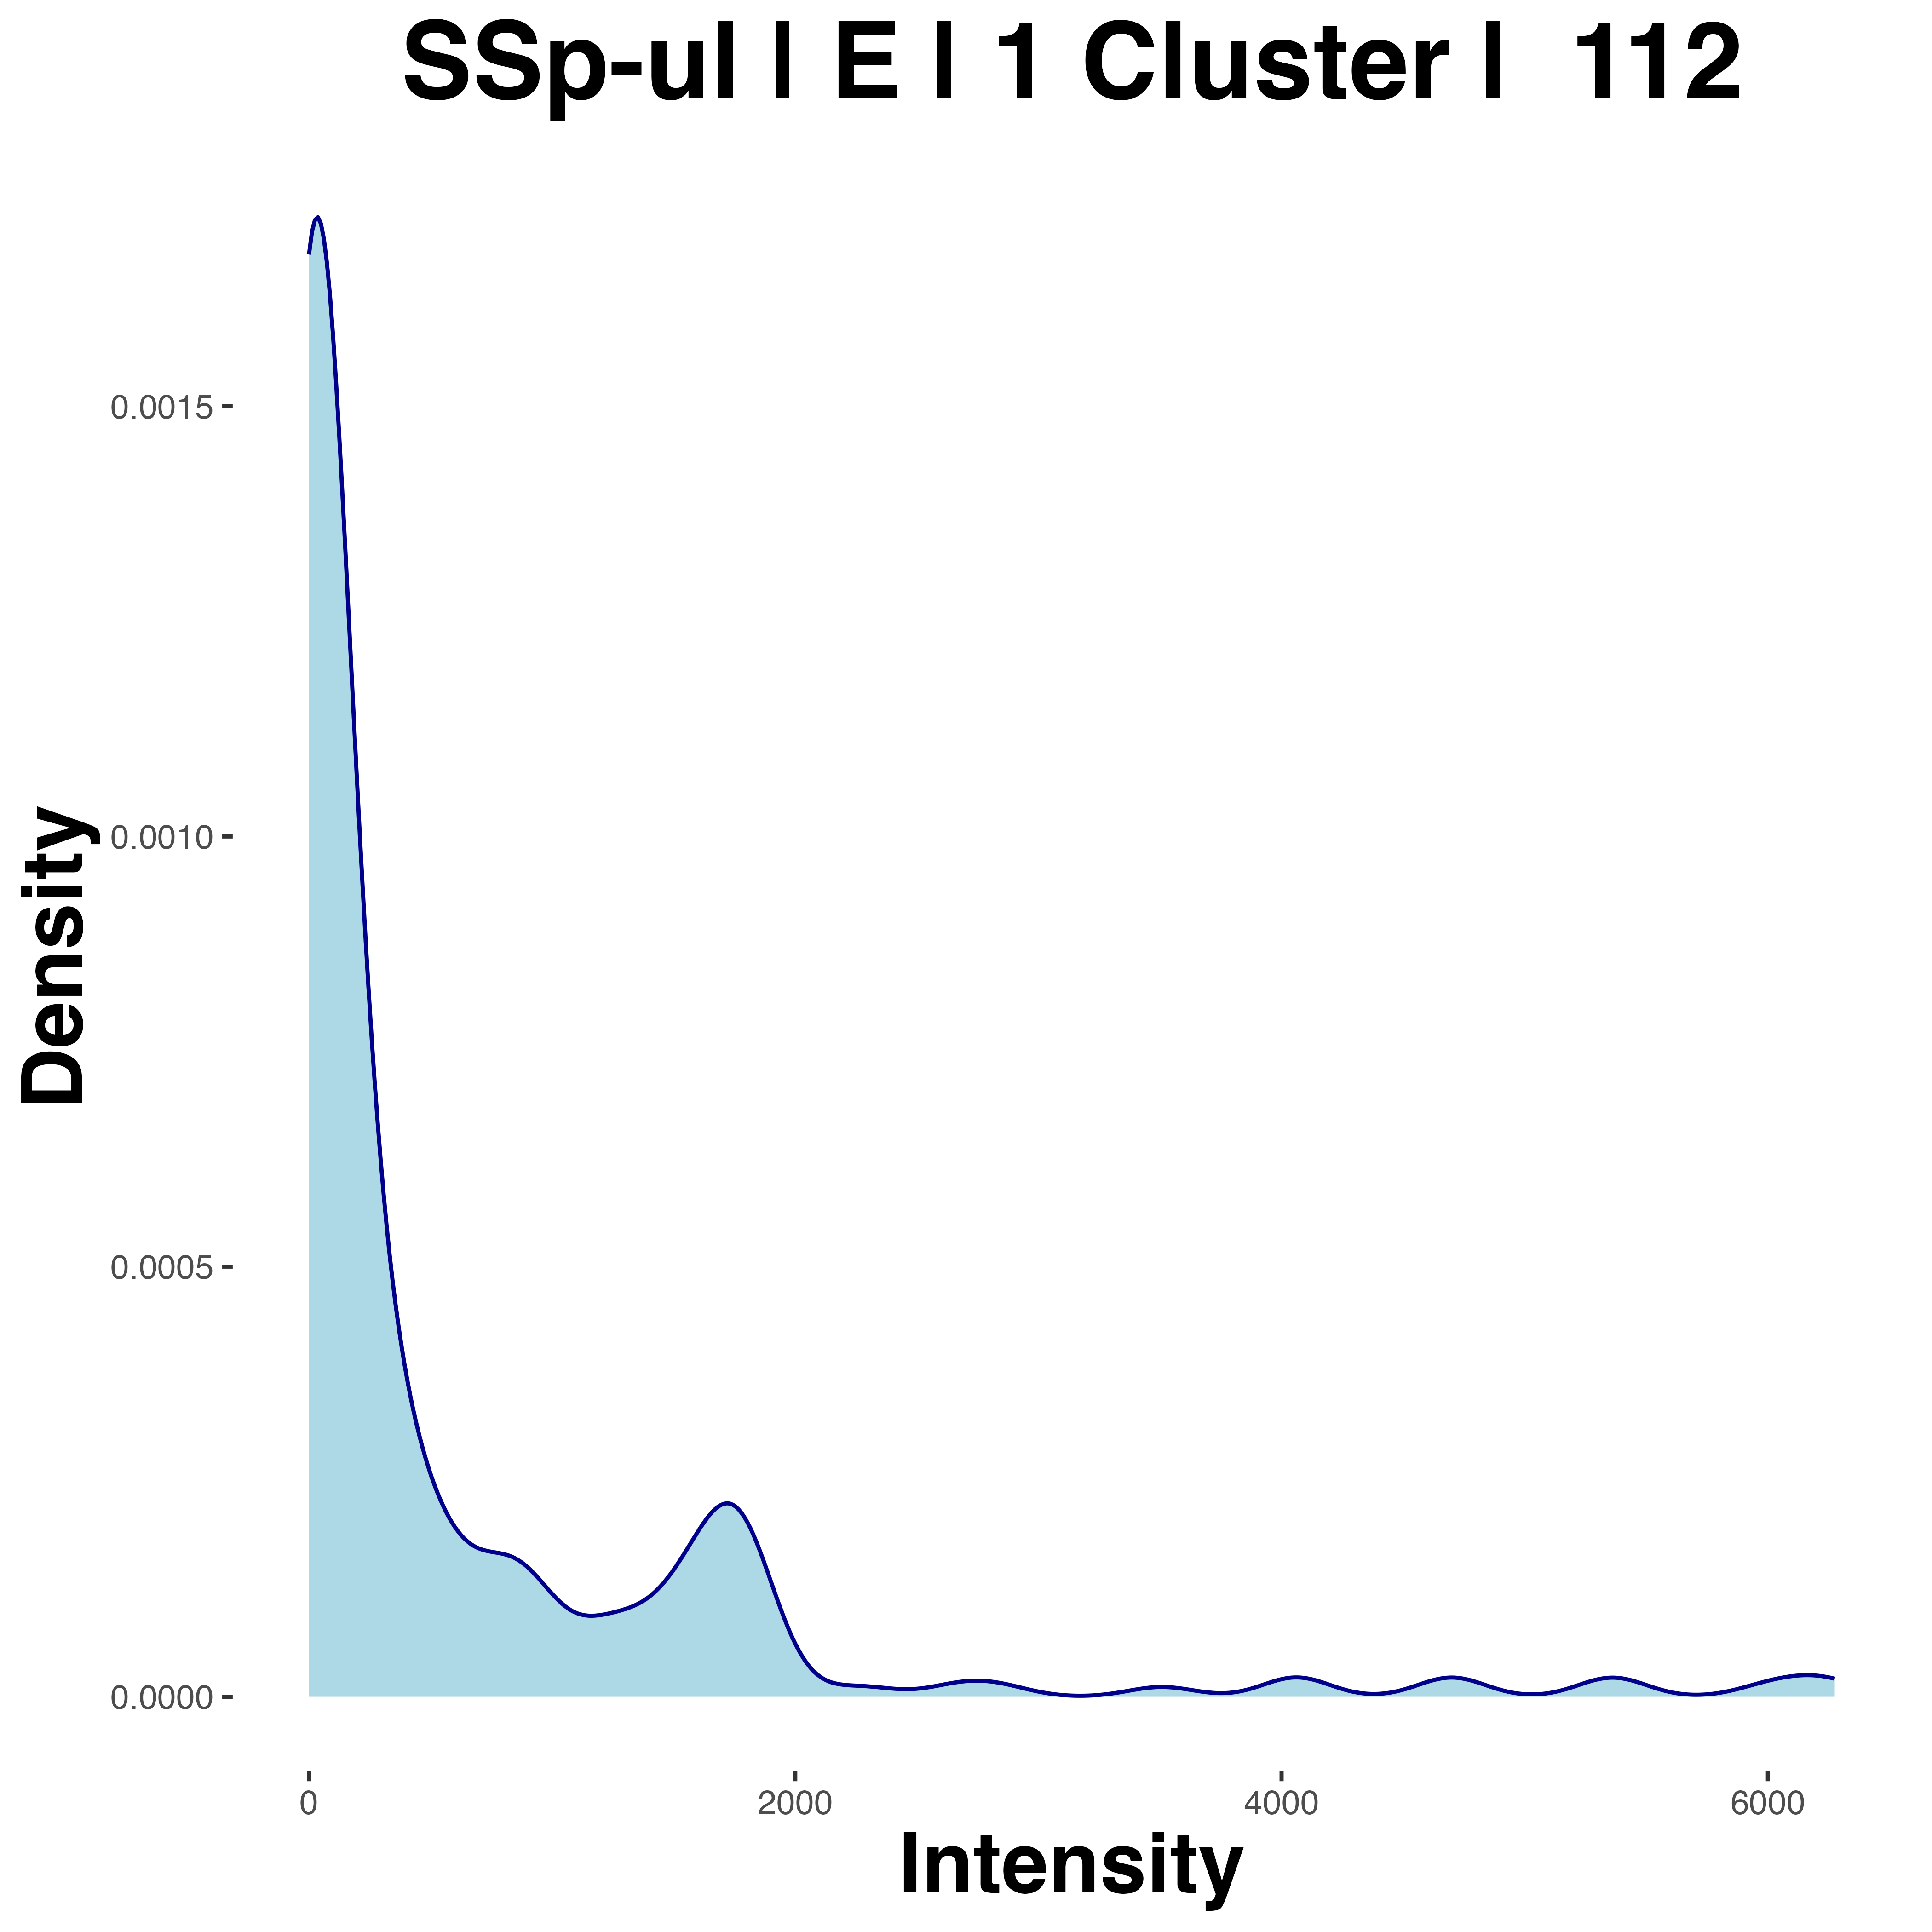 SSp-ul | E | 1 Cluster | 112
Density
0.0015
0.0010
0.0005
0.0000
0 2000 4000 6000
Intensity